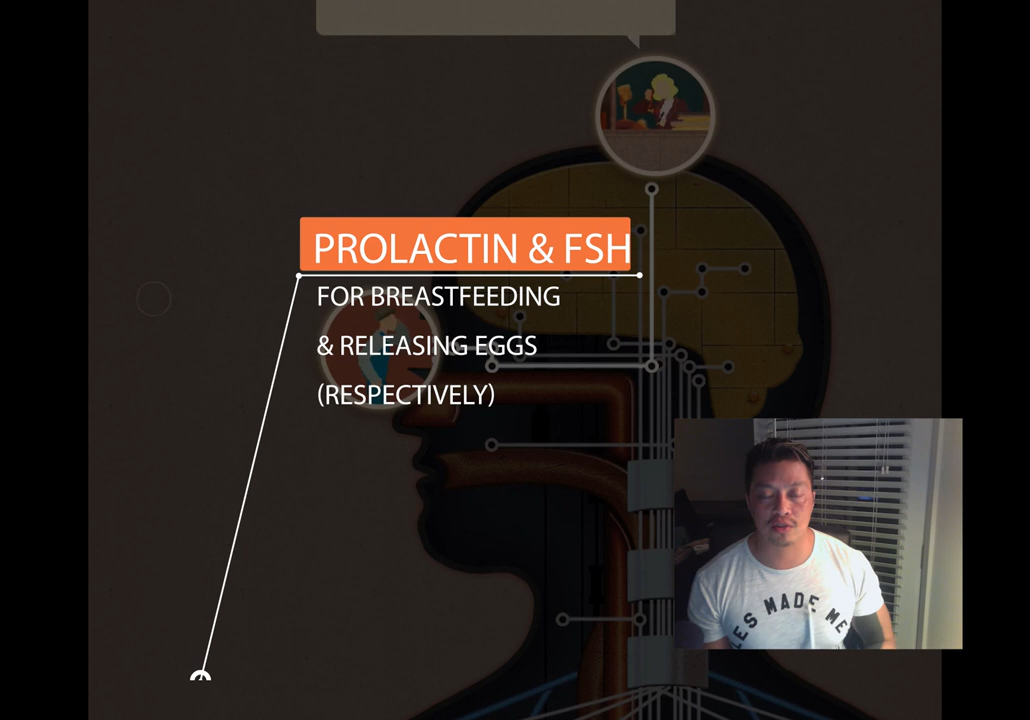 PROLACTIN & FSH
FOR BREASTFEEDING
& RELEASING EGGS
(RESPECTIVELY)
MADE ME